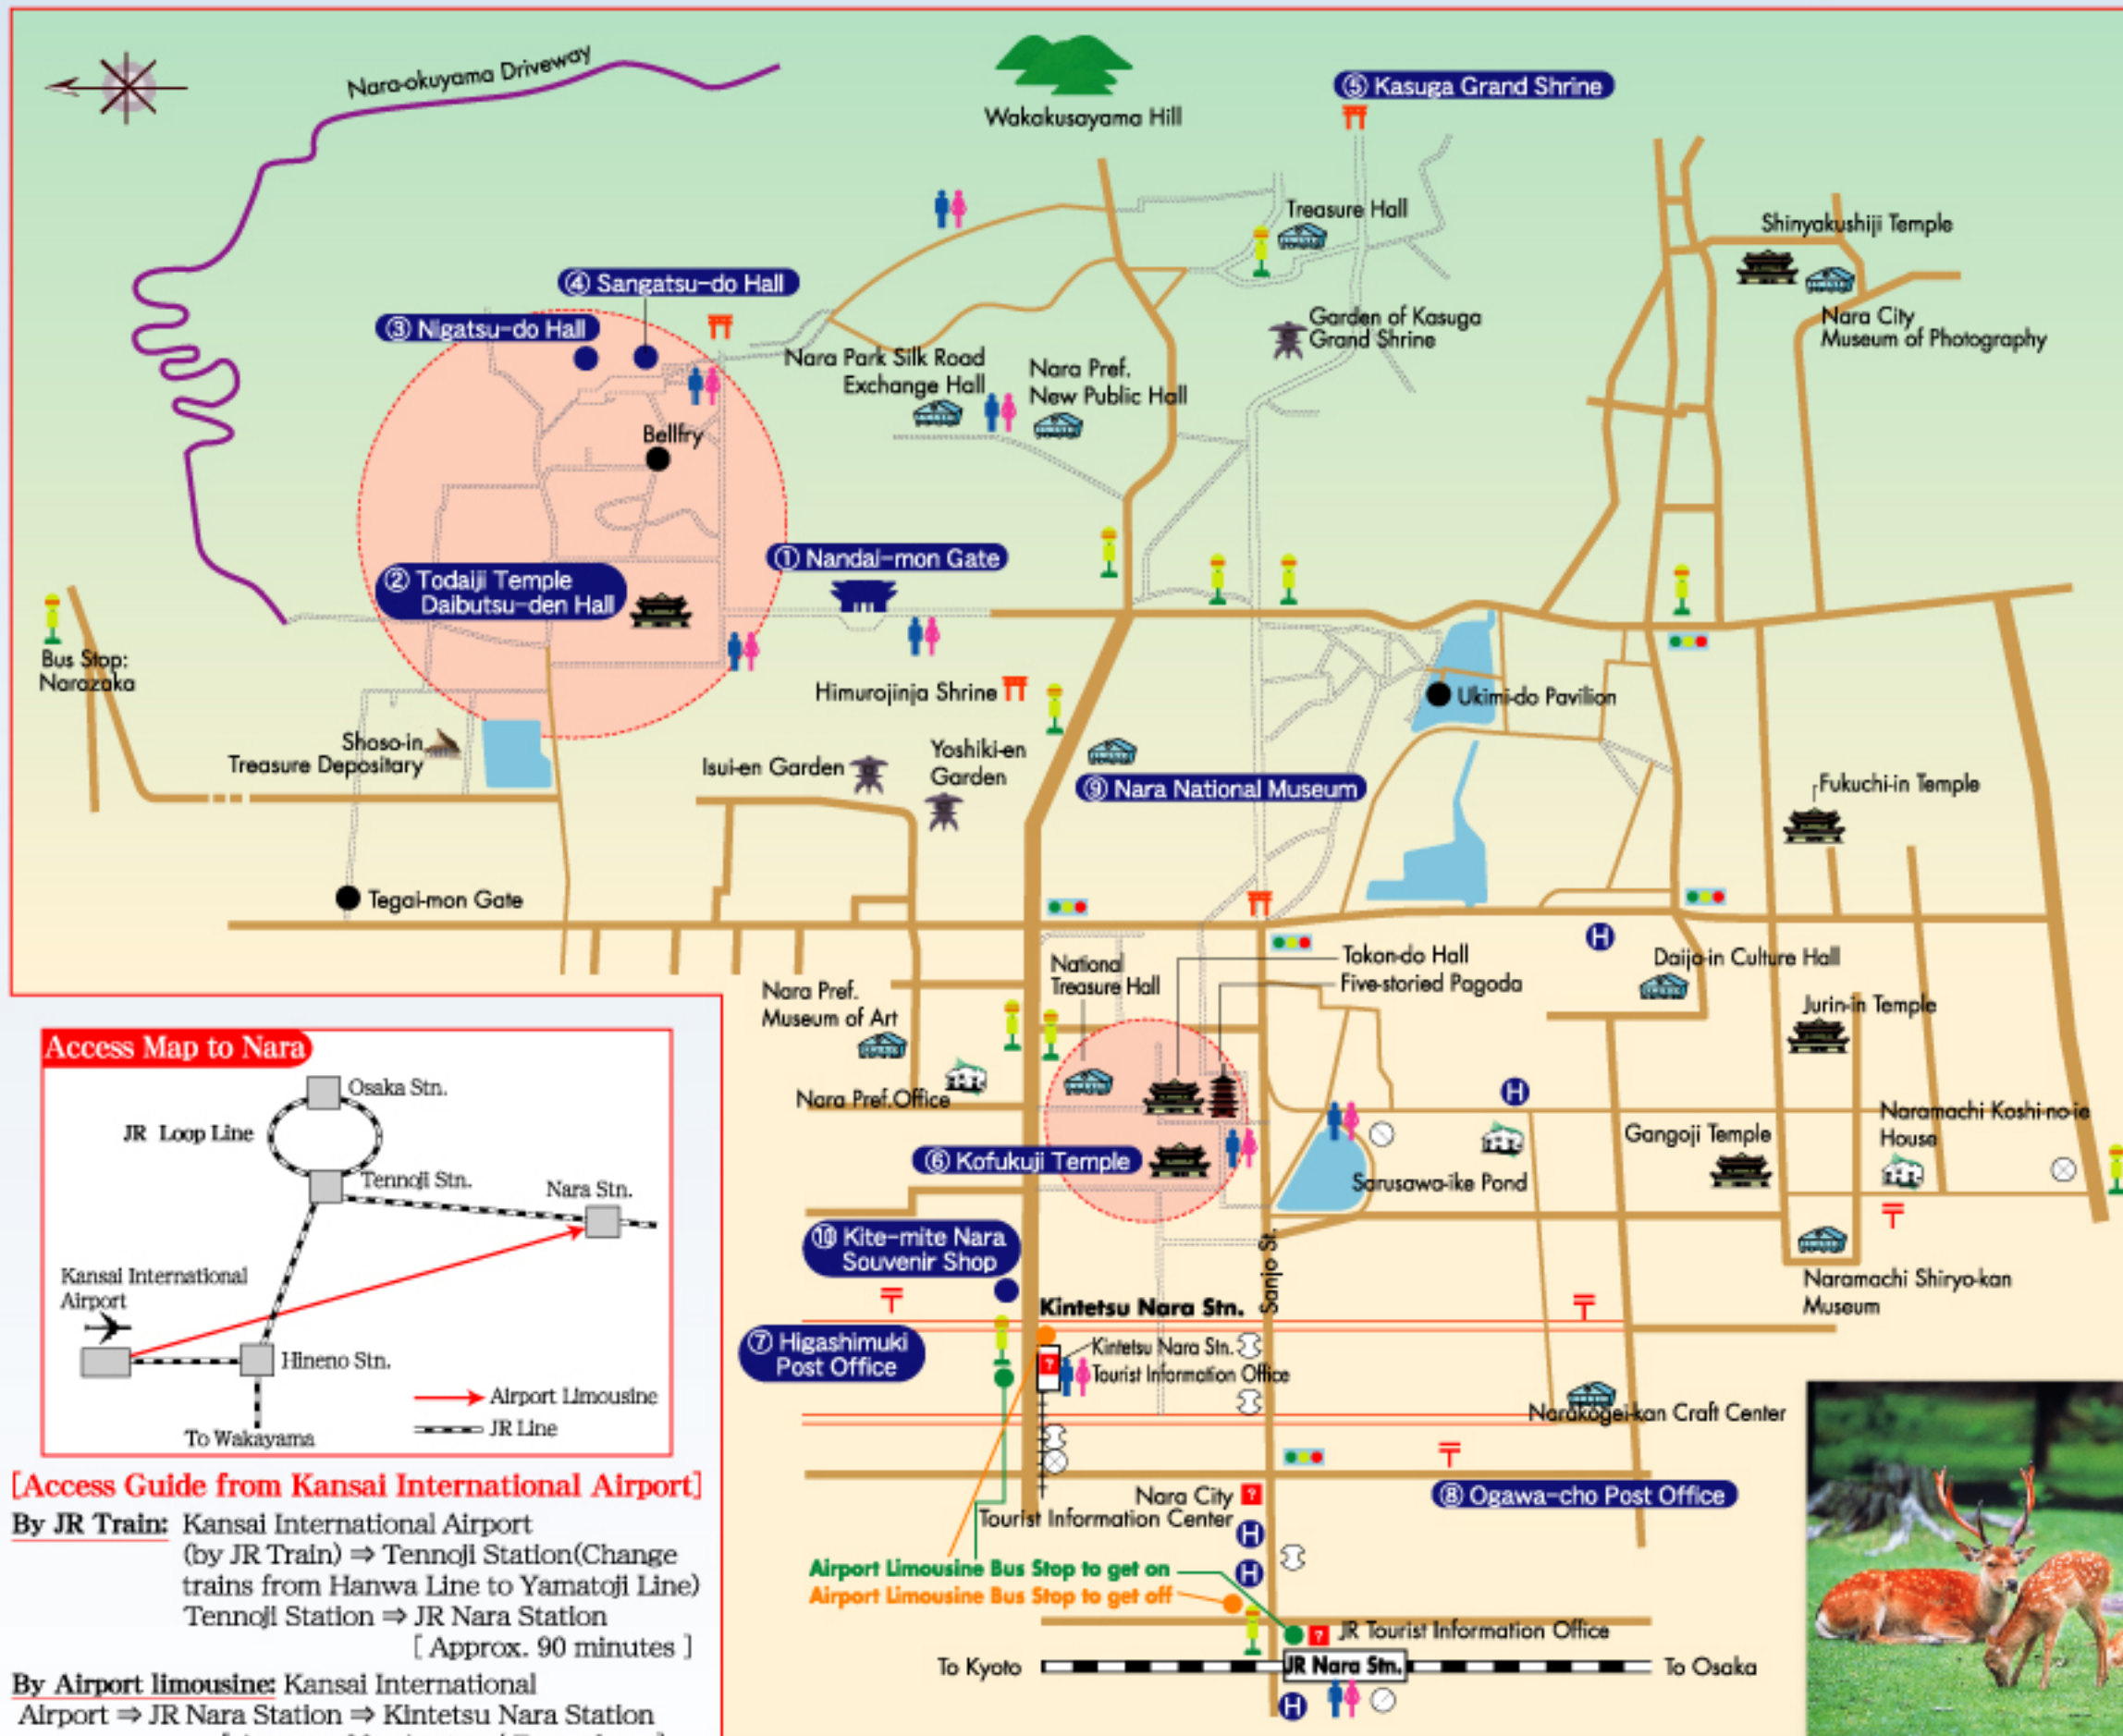 Nara-okuyama Driveway
Wakakusayama Hill
⑤ Kasuga Grand Shrine
Treasure Hall
Shinyakushiji Temple
④ Sangatsu-do Hall
③ Nigatsu-do Hall
Garden of Kasuga
Grand Shrine
Nara City
Museum of Photography
Nara Park Silk Road
Exchange Hall
Nara Pref.
New Public Hall
Bellfry
① Nandai-mon Gate
② Todaiji Temple
Daibutsu-den Hall
Bus Stop:
Narazaka
Himurojinja Shrine
Ukimi-do Pavilion
Shoso-in
Treasure Depositary
Isui-en Garden
Yoshiki-en
Garden
⑨ Nara National Museum
Fukuchi-in Temple
Tegai-mon Gate
National
Treasure Hall
Tokon-do Hall
Five-storied Pagoda
Daijo-in Culture Hall
H
Nara Pref.
Museum of Art
Jurin-in Temple
Nara Pref.Office
H
Naramachi Koshi-no-ie
House
Gangoji Temple
⑥ Kofukuji Temple
Sarusawa-ike Pond
⑩ Kite-mite Nara
Souvenir Shop
Sanjo St.
Naramachi Shiryo-kan
Museum
Kintetsu Nara Stn.
⑦ Higashimuki
Post Office
?
Kintetsu Nara Stn.
Tourist Information Office
Narakogei-kan Craft Center
Nara City ?
Tourist Information Center
⑧ Ogawa-cho Post Office
H
H
Airport Limousine Bus Stop to get on
Airport Limousine Bus Stop to get off
? JR Tourist Information Office
To Kyoto
JR Nara Stn.
To Osaka
H
Access Map to Nara
Osaka Stn.
JR Loop Line
Tennoji Stn.
Nara Stn.
Kansai International
Airport
Hineno Stn.
Airport Limousine
JR Line
To Wakayama
[Access Guide from Kansai International Airport]
By JR Train: Kansai International Airport
(by JR Train) ⇒ Tennoji Station(Change
trains from Hanwa Line to Yamatoji Line)
Tennoji Station ⇒ JR Nara Station
[ Approx. 90 minutes ]
By Airport limousine: Kansai International
Airport ⇒ JR Nara Station ⇒ Kintetsu Nara Station